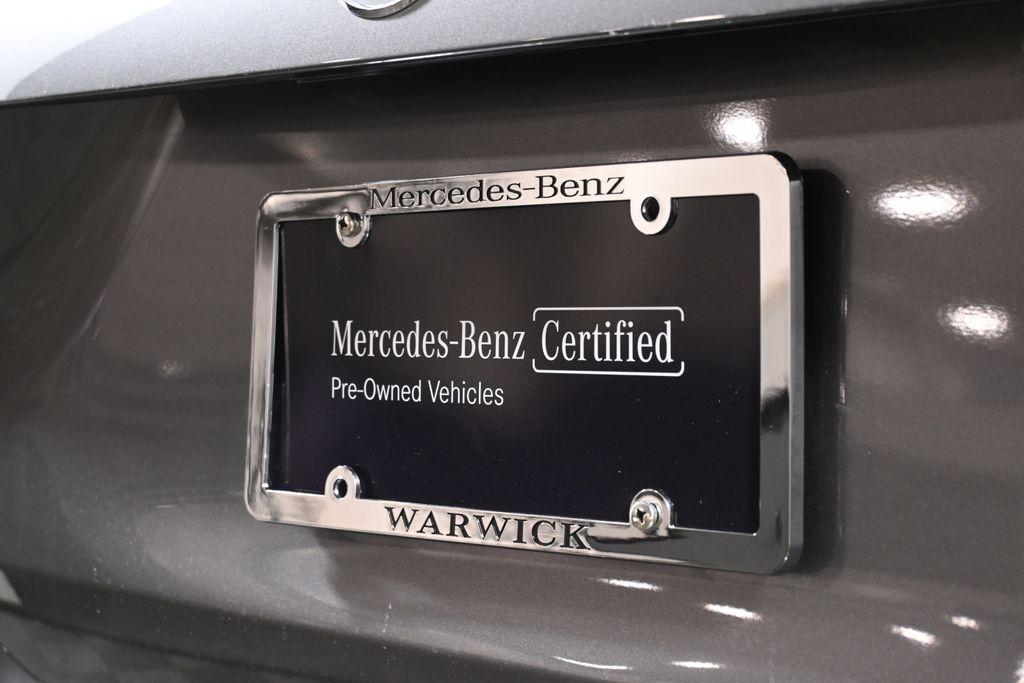 Mercedes-Benz
Mercedes-Benz Certified
Pre-Owned Vehicles
WARWICK